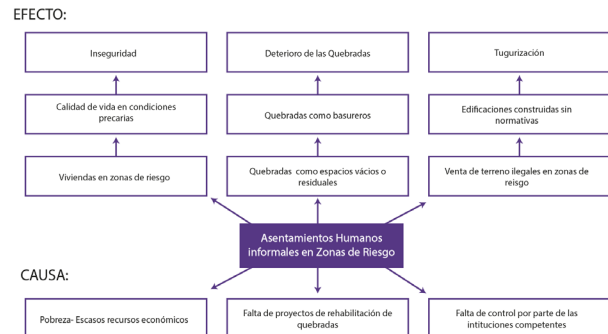 EFECTO:
Inseguridad
Deterioro de las Quebradas
Tugurización
Calidad de vida en condiciones
precarias
Quebradas como basureros
Edificaciones construidas sin
normativas
Viviendas en zonas de riesgo
Quebradas como espacios vácios o
residuales
Venta de terreno ilegales en zonas de
reisgo
Asentamientos Humanos
informales en Zonas de Riesgo
CAUSA:
Pobreza- Escasos recursos económicos
Falta de proyectos de rehabilitación de
quebradas
Falta de control por parte de las
intituciones competentes